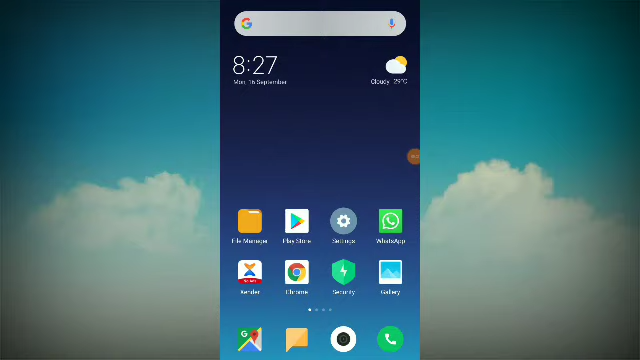 8:27
Mon, 16 September
Cloudy 29°C
File Manager
Play Store
Settings
WhatsApp
Xender
Chrome
Security
Gallery